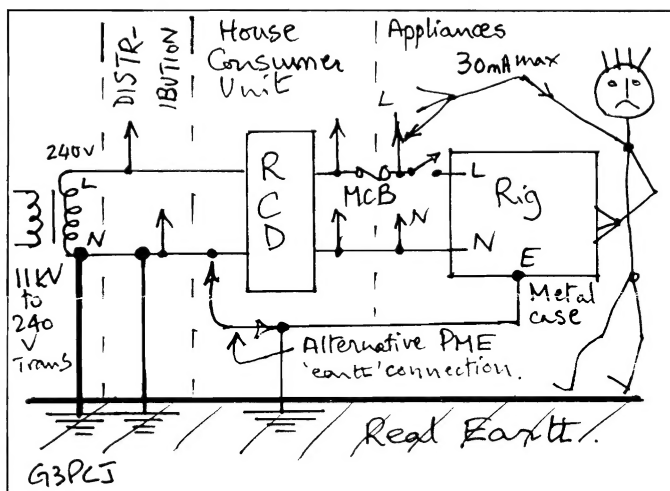 DISTR-
IBUTION
House
Consumer
Unit
Appliances
30mA max
240V
L
N
11KV
to
240
V
Trans
R
C
D
MCB
L
N
L
N
E
Rig
Metal
case
Alternative PME
'earth' connection.
Real Earth.
G3PCJ